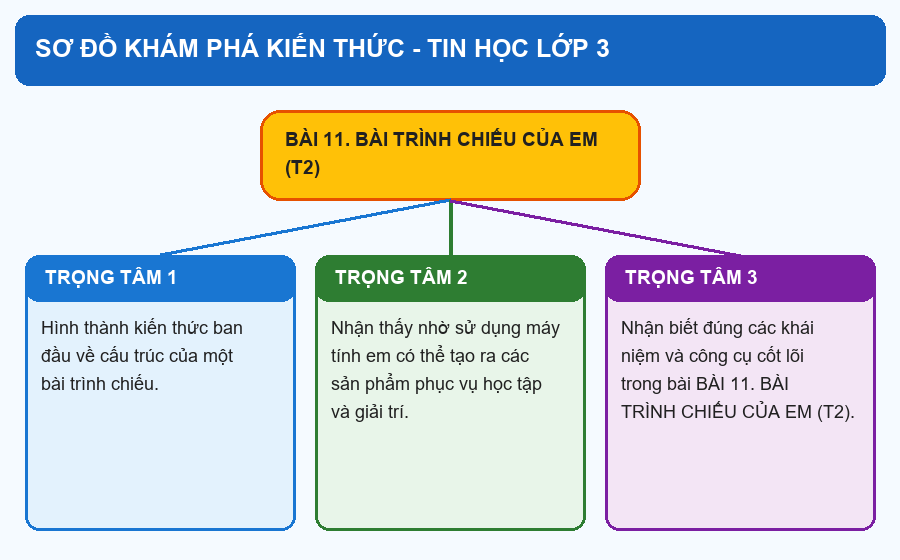 SƠ ĐỒ KHÁM PHÁ KIẾN THỨC - TIN HỌC LỚP 3
BÀI 11. BÀI TRÌNH CHIẾU CỦA EM
(T2)
TRỌNG TÂM 1
Hình thành kiến thức ban
đầu về cấu trúc của một
bài trình chiếu.
TRỌNG TÂM 2
Nhận thấy nhờ sử dụng máy
tính em có thể tạo ra các
sản phẩm phục vụ học tập
và giải trí.
TRỌNG TÂM 3
Nhận biết đúng các khái
niệm và công cụ cốt lõi
trong bài BÀI 11. BÀI
TRÌNH CHIẾU CỦA EM (T2).